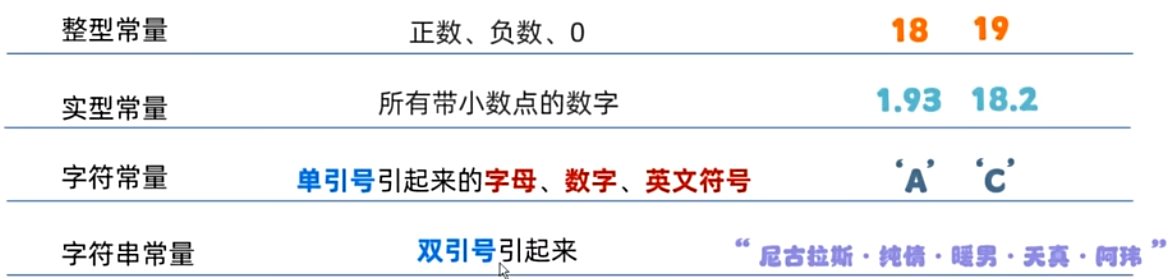 整型常量 正数、负数、0 18 19
实型常量 所有带小数点的数字 1.93 18.2
字符常量 单引号引起来的字母、数字、英文符号 ‘A’ ‘C’
字符串常量 双引号引起来 “尼古拉斯·纯情·暖男·天真·阿玮”